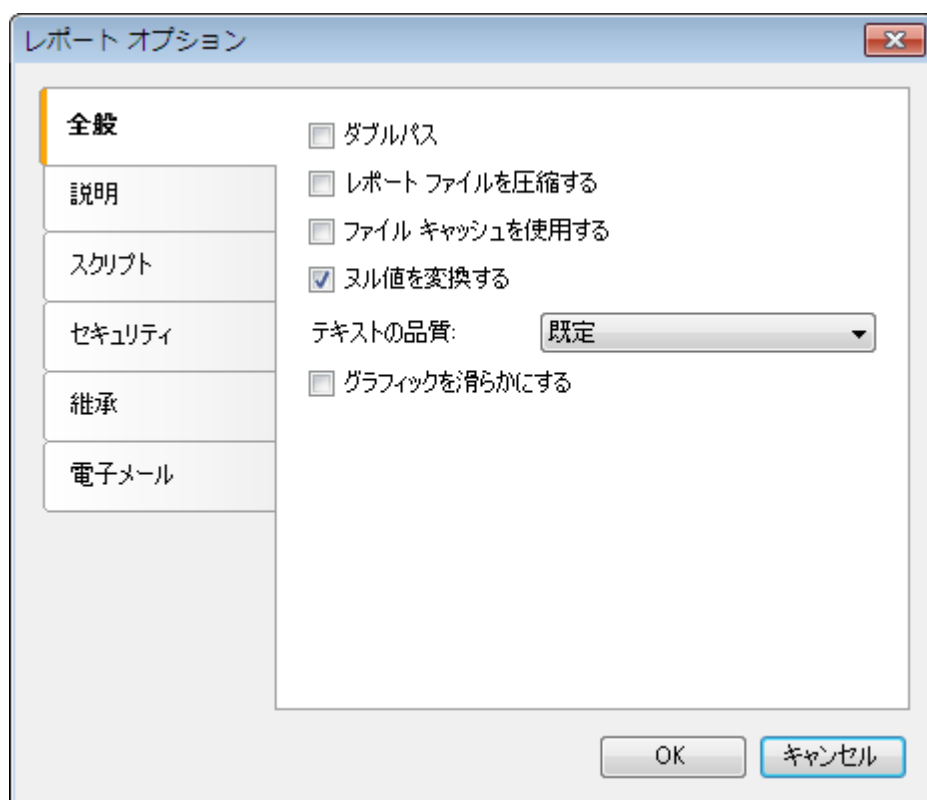 レポート オプション
全般
説明
スクリプト
セキュリティ
継承
電子メール
ダブルパス
レポート ファイルを圧縮する
ファイル キャッシュを使用する
ヌル値を変換する
テキストの品質:
既定
グラフィックを滑らかにする
OK
キャンセル